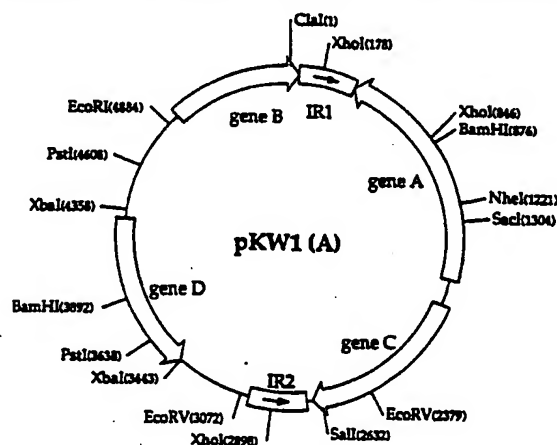 ClaI(1)
XhoI(178)
EcoRI(4884)
gene B
IR1
XhoI(846)
BamHI(876)
PstI(4608)
gene A
XbaI(4358)
NheI(1221)
SacI(1304)
pKW1 (A)
gene D
BamHI(3892)
gene C
PstI(3638)
IR2
XbaI(3443)
EcoRV(3072)
EcoRV(2379)
XhoI(2898)
SalI(2632)